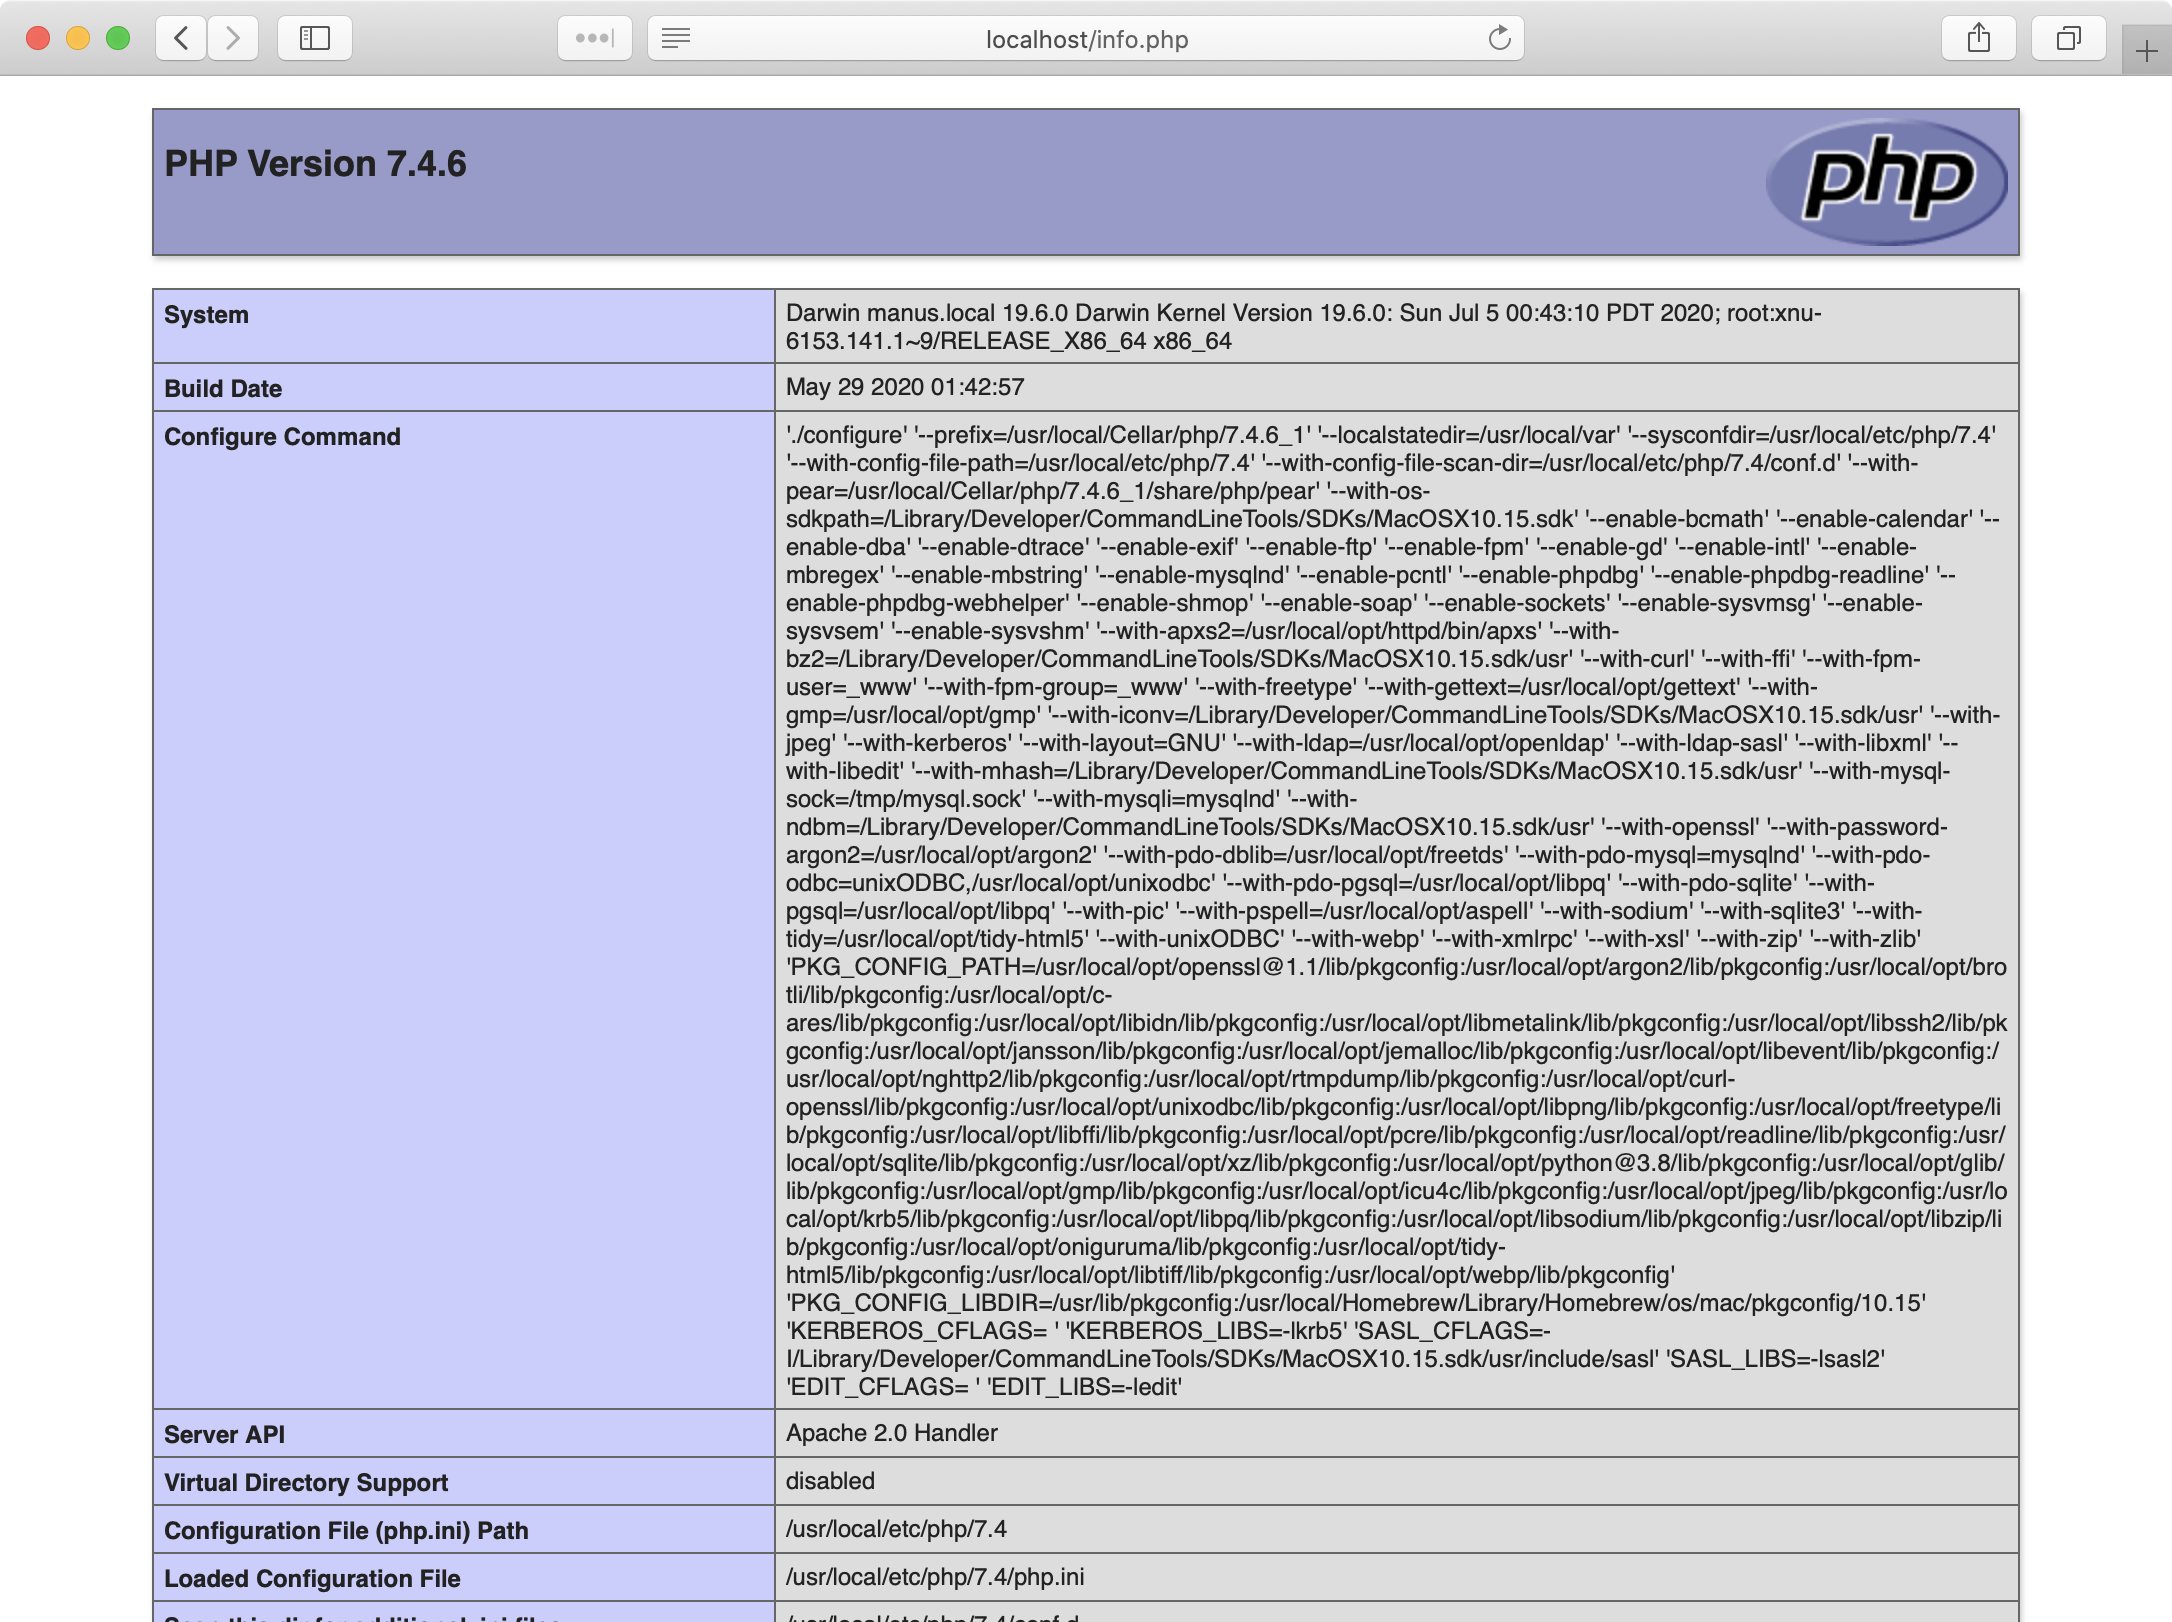 localhost/info.php
PHP Version 7.4.6
php
System
Darwin manus.local 19.6.0 Darwin Kernel Version 19.6.0: Sun Jul 5 00:43:10 PDT 2020; root:xnu-
6153.141.1~9/RELEASE_X86_64 x86_64
Build Date
May 29 2020 01:42:57
Configure Command
'./configure' '--prefix=/usr/local/Cellar/php/7.4.6_1' '--localstatedir=/usr/local/var' '--sysconfdir=/usr/local/etc/php/7.4'
'--with-config-file-path=/usr/local/etc/php/7.4' '--with-config-file-scan-dir=/usr/local/etc/php/7.4/conf.d' '--with-
pear=/usr/local/Cellar/php/7.4.6_1/share/php/pear' '--with-os-
sdkpath=/Library/Developer/CommandLineTools/SDKs/MacOSX10.15.sdk' '--enable-bcmath' '--enable-calendar' '--
enable-dba' '--enable-dtrace' '--enable-exif' '--enable-ftp' '--enable-fpm' '--enable-gd' '--enable-intl' '--enable-
mbregex' '--enable-mbstring' '--enable-mysqlnd' '--enable-pcntl' '--enable-phpdbg' '--enable-phpdbg-readline' '--
enable-phpdbg-webhelper' '--enable-shmop' '--enable-soap' '--enable-sockets' '--enable-sysvmsg' '--enable-
sysvsem' '--enable-sysvshm' '--with-apxs2=/usr/local/opt/httpd/bin/apxs' '--with-
bz2=/Library/Developer/CommandLineTools/SDKs/MacOSX10.15.sdk/usr' '--with-curl' '--with-ffi' '--with-fpm-
user=_www' '--with-fpm-group=_www' '--with-freetype' '--with-gettext=/usr/local/opt/gettext' '--with-
gmp=/usr/local/opt/gmp' '--with-iconv=/Library/Developer/CommandLineTools/SDKs/MacOSX10.15.sdk/usr' '--with-
jpeg' '--with-kerberos' '--with-layout=GNU' '--with-ldap=/usr/local/opt/openldap' '--with-ldap-sasl' '--with-libxml' '--
with-libedit' '--with-mhash=/Library/Developer/CommandLineTools/SDKs/MacOSX10.15.sdk/usr' '--with-mysql-
sock=/tmp/mysql.sock' '--with-mysqli=mysqlnd' '--with-
ndbm=/Library/Developer/CommandLineTools/SDKs/MacOSX10.15.sdk/usr' '--with-openssl' '--with-password-
argon2=/usr/local/opt/argon2' '--with-pdo-dblib=/usr/local/opt/freetds' '--with-pdo-mysql=mysqlnd' '--with-pdo-
odbc=unixODBC,/usr/local/opt/unixodbc' '--with-pdo-pgsql=/usr/local/opt/libpq' '--with-pdo-sqlite' '--with-
pgsql=/usr/local/opt/libpq' '--with-pic' '--with-pspell=/usr/local/opt/aspell' '--with-sodium' '--with-sqlite3' '--with-
tidy=/usr/local/opt/tidy-html5' '--with-unixODBC' '--with-webp' '--with-xmlrpc' '--with-xsl' '--with-zip' '--with-zlib'
'PKG_CONFIG_PATH=/usr/local/opt/openssl@1.1/lib/pkgconfig:/usr/local/opt/argon2/lib/pkgconfig:/usr/local/opt/bro
tli/lib/pkgconfig:/usr/local/opt/c-
ares/lib/pkgconfig:/usr/local/opt/libidn/lib/pkgconfig:/usr/local/opt/libmetalink/lib/pkgconfig:/usr/local/opt/libssh2/lib/pk
gconfig:/usr/local/opt/jansson/lib/pkgconfig:/usr/local/opt/jemalloc/lib/pkgconfig:/usr/local/opt/libevent/lib/pkgconfig:/
usr/local/opt/nghttp2/lib/pkgconfig:/usr/local/opt/rtmpdump/lib/pkgconfig:/usr/local/opt/curl-
openssl/lib/pkgconfig:/usr/local/opt/unixodbc/lib/pkgconfig:/usr/local/opt/libpng/lib/pkgconfig:/usr/local/opt/freetype/li
b/pkgconfig:/usr/local/opt/libffi/lib/pkgconfig:/usr/local/opt/pcre/lib/pkgconfig:/usr/local/opt/readline/lib/pkgconfig:/usr/
local/opt/sqlite/lib/pkgconfig:/usr/local/opt/xz/lib/pkgconfig:/usr/local/opt/python@3.8/lib/pkgconfig:/usr/local/opt/glib/
lib/pkgconfig:/usr/local/opt/gmp/lib/pkgconfig:/usr/local/opt/icu4c/lib/pkgconfig:/usr/local/opt/jpeg/lib/pkgconfig:/usr/lo
cal/opt/krb5/lib/pkgconfig:/usr/local/opt/libpq/lib/pkgconfig:/usr/local/opt/libsodium/lib/pkgconfig:/usr/local/opt/libzip/li
b/pkgconfig:/usr/local/opt/oniguruma/lib/pkgconfig:/usr/local/opt/tidy-
html5/lib/pkgconfig:/usr/local/opt/libtiff/lib/pkgconfig:/usr/local/opt/webp/lib/pkgconfig'
'PKG_CONFIG_LIBDIR=/usr/lib/pkgconfig:/usr/local/Homebrew/Library/Homebrew/os/mac/pkgconfig/10.15'
'KERBEROS_CFLAGS= ' 'KERBEROS_LIBS=-lkrb5' 'SASL_CFLAGS=-
I/Library/Developer/CommandLineTools/SDKs/MacOSX10.15.sdk/usr/include/sasl' 'SASL_LIBS=-lsasl2'
'EDIT_CFLAGS= ' 'EDIT_LIBS=-ledit'
Server API
Apache 2.0 Handler
Virtual Directory Support
disabled
Configuration File (php.ini) Path
/usr/local/etc/php/7.4
Loaded Configuration File
/usr/local/etc/php/7.4/php.ini
Scan this dir for additional .ini files
/usr/local/etc/php/7.4/conf.d